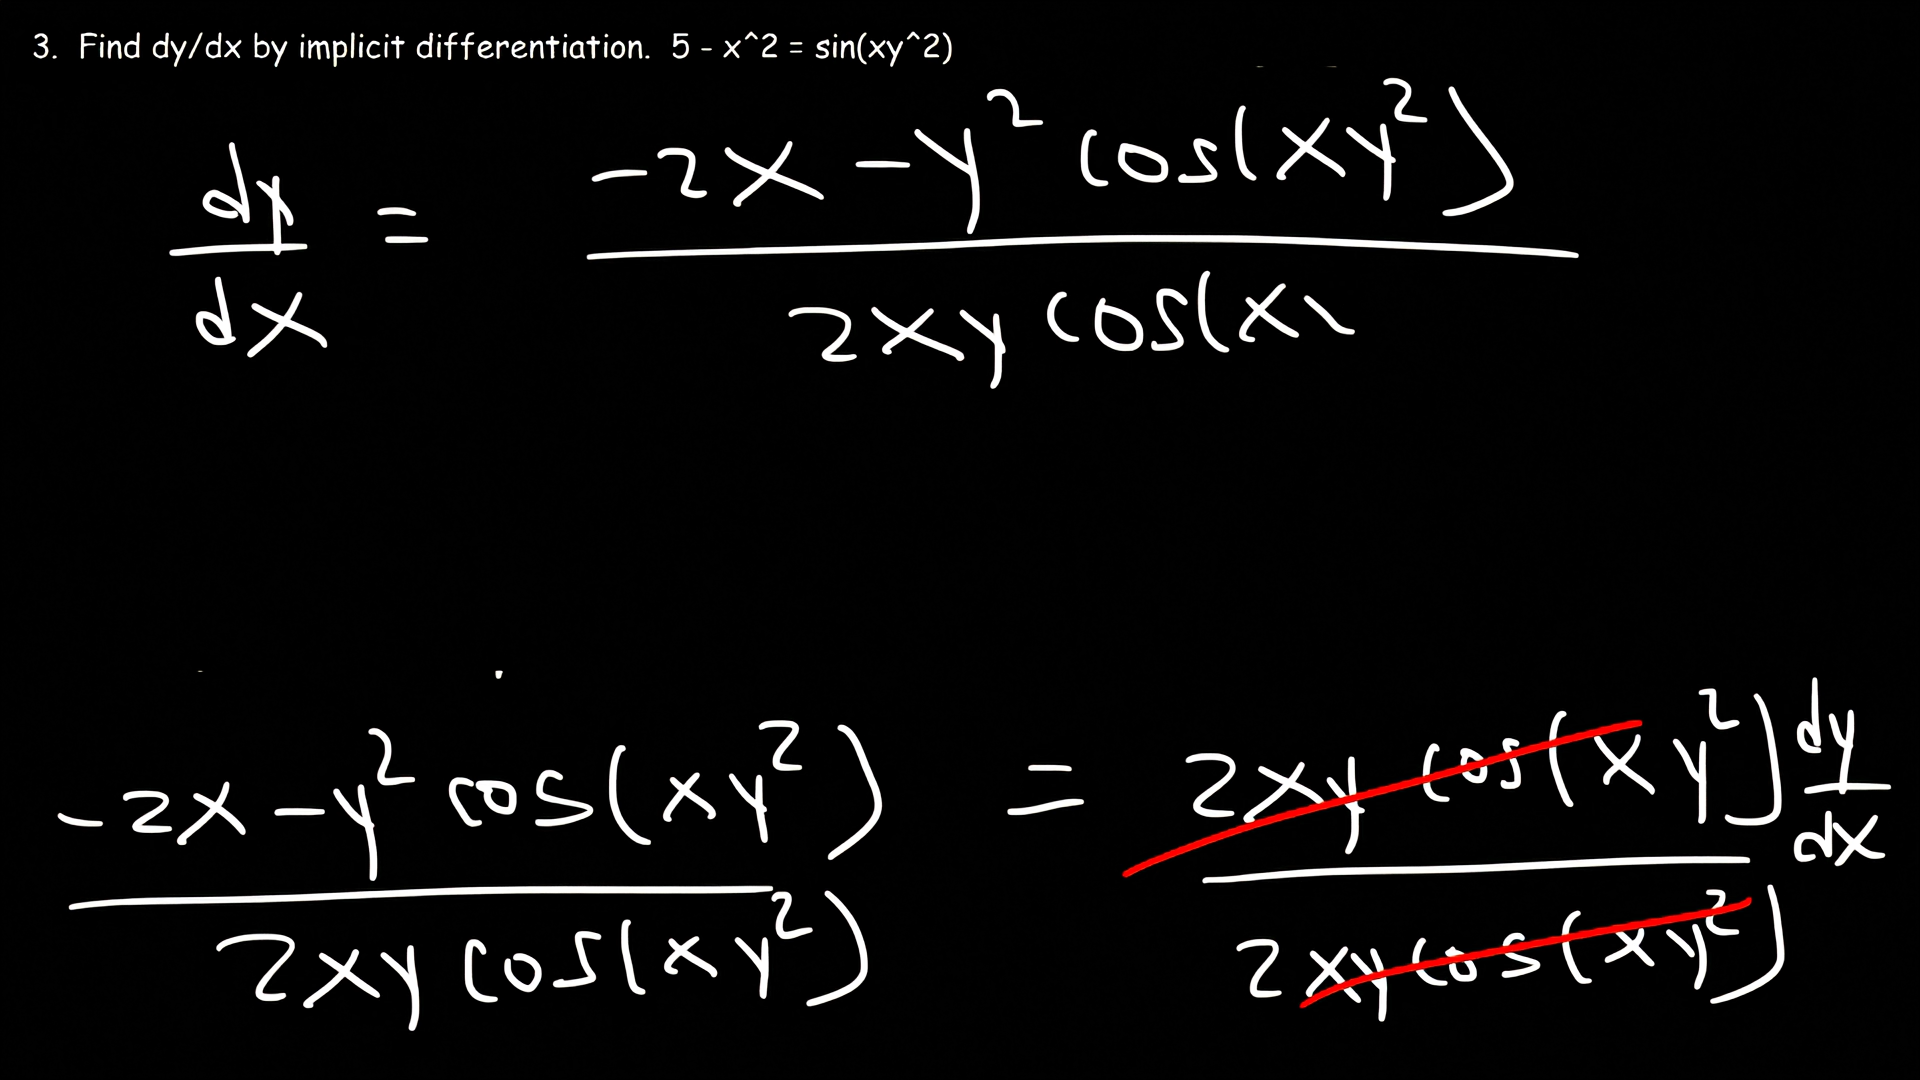 3. Find dy/dx by implicit differentiation. 5 - x^2 = sin(xy^2)
dy/dx = (-2x - y² cos(xy²)) / (2xy cos(x
(-2x - y² cos(xy²)) / (2xy cos(xy²)) = (2xy cos(xy²) dy/dx) / (2xy cos(xy²))